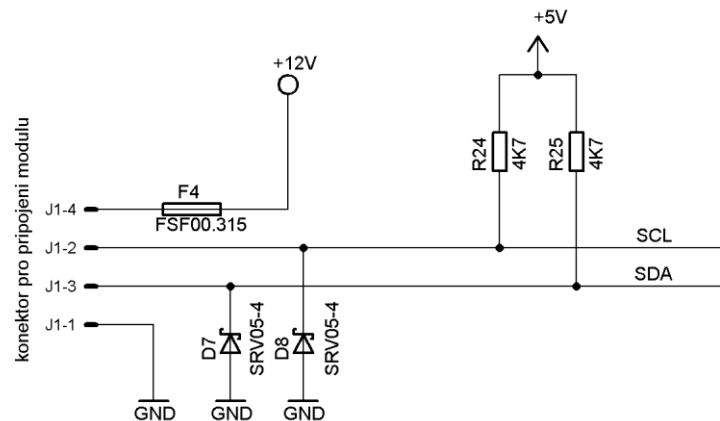 +5V
+12V
R24
4K7
R25
4K7
konektor pro pripojeni modulu
F4
J1-4
FSF00.315
J1-2
SCL
J1-3
SDA
J1-1
D7
SRV05-4
D8
SRV05-4
GND
GND
GND